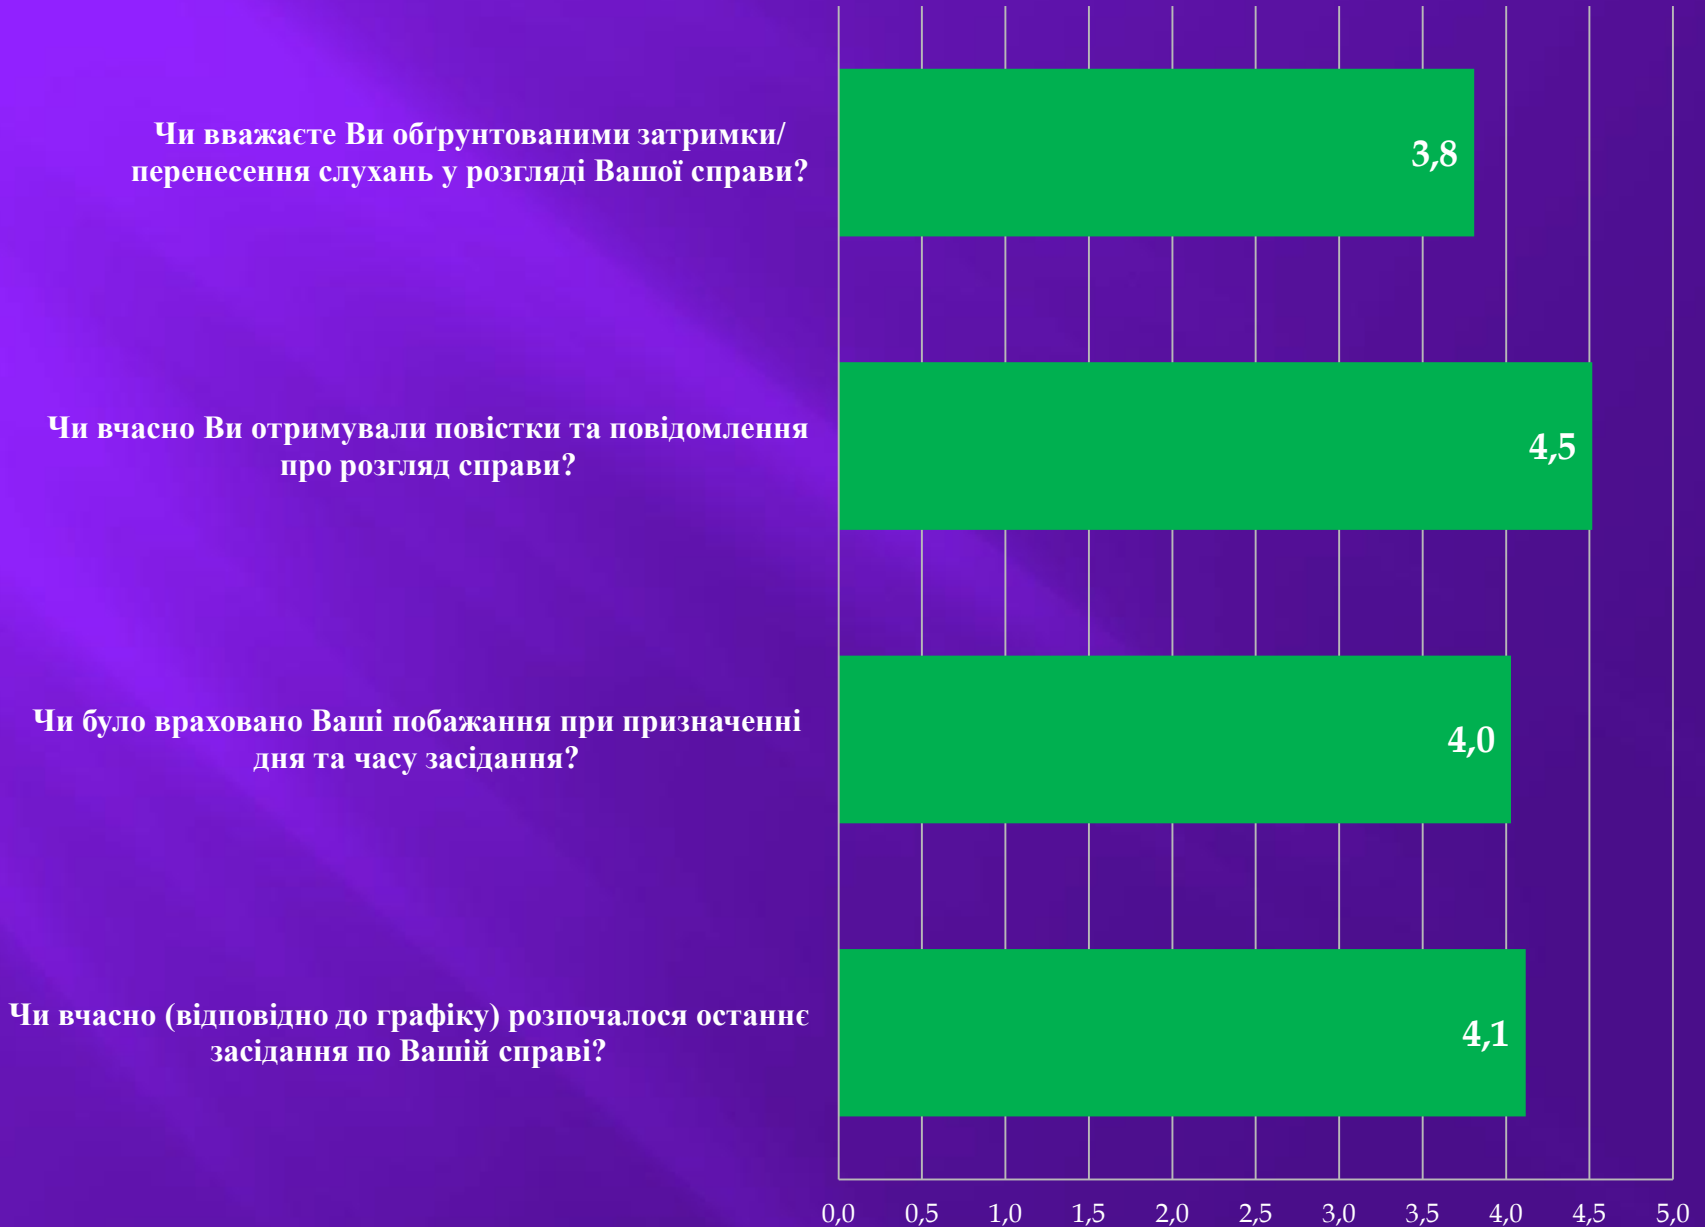 Чи вважаєте Ви обґрунтованими затримки/
перенесення слухань у розгляді Вашої справи?
3,8
Чи вчасно Ви отримували повістки та повідомлення
про розгляд справи?
4,5
Чи було враховано Ваші побажання при призначенні
дня та часу засідання?
4,0
Чи вчасно (відповідно до графіку) розпочалося останнє
засідання по Вашій справі?
4,1
0,0 0,5 1,0 1,5 2,0 2,5 3,0 3,5 4,0 4,5 5,0